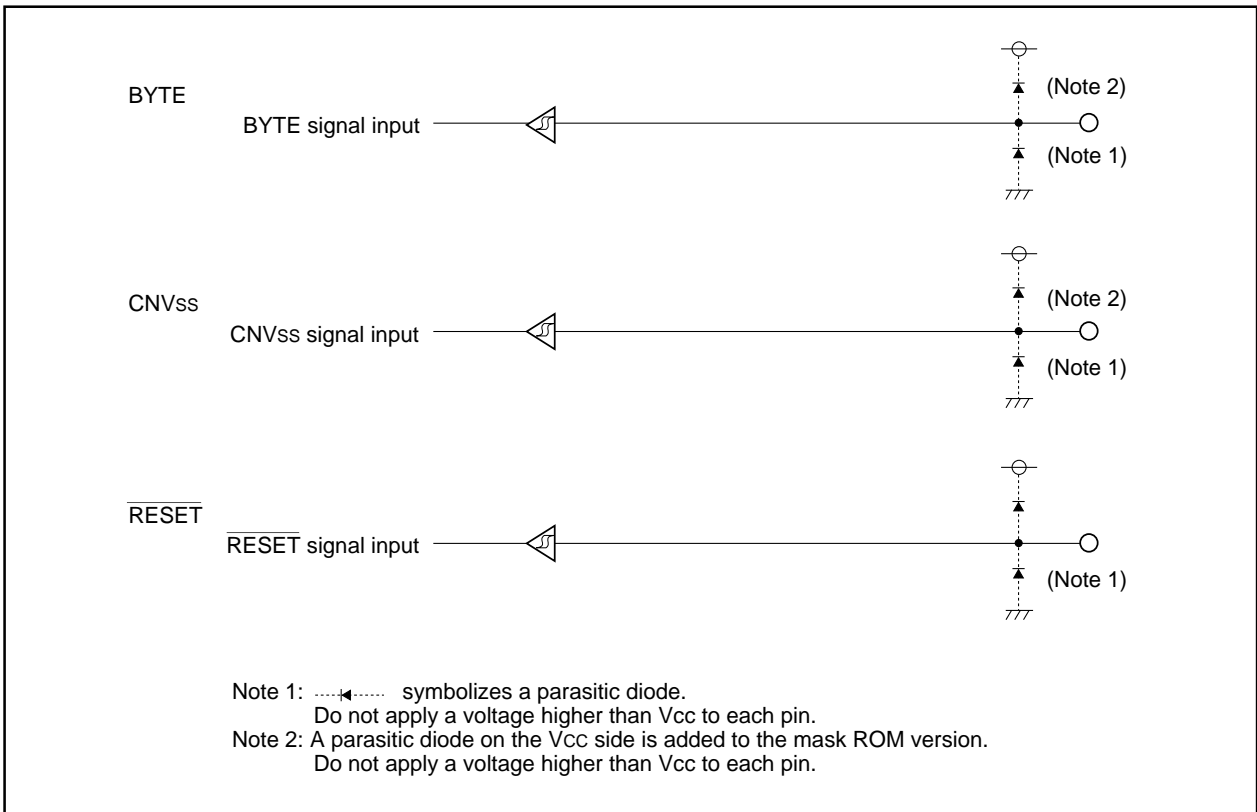 (Note 2)
BYTE
BYTE signal input
(Note 1)
(Note 2)
CNVss
CNVss signal input
(Note 1)
RESET
RESET signal input
(Note 1)
Note 1: symbolizes a parasitic diode.
Do not apply a voltage higher than Vcc to each pin.
Note 2: A parasitic diode on the VCC side is added to the mask ROM version.
Do not apply a voltage higher than Vcc to each pin.